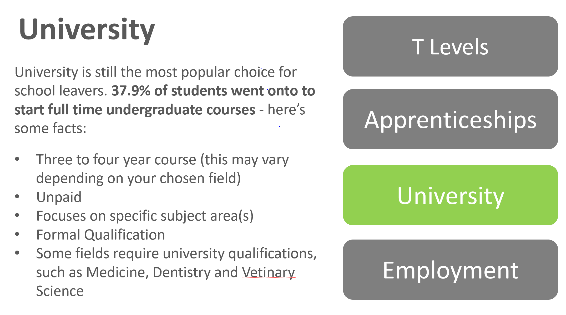 University
University is still the most popular choice for
school leavers. 37.9% of students went onto to
start full time undergraduate courses - here's
some facts:
• Three to four year course (this may vary
depending on your chosen field)
• Unpaid
• Focuses on specific subject area(s)
• Formal Qualification
• Some fields require university qualifications,
such as Medicine, Dentistry and Vetinary
Science
T Levels
Apprenticeships
University
Employment